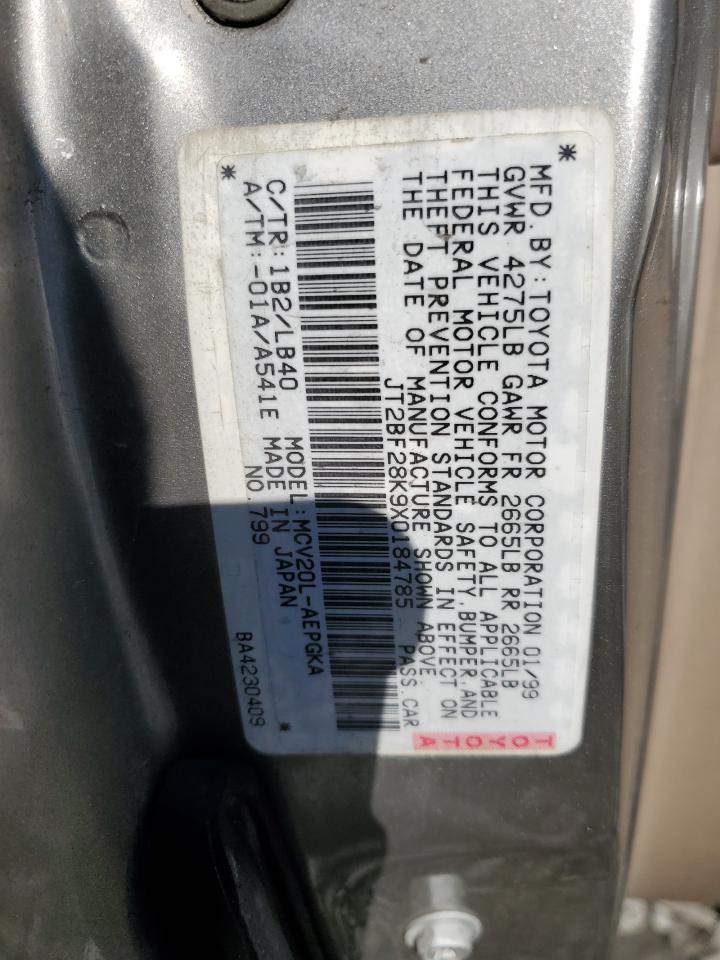 MFD.BY:TOYOTA MOTOR CORPORATION 01/99
GVWR 4275LB GAWR FR 2665LB RR 2665LB
THIS VEHICLE CONFORMS TO ALL APPLICABLE
FEDERAL MOTOR VEHICLE SAFETY,BUMPER,AND
THEFT PREVENTION STANDARDS IN EFFECT ON
THE DATE OF MANUFACTURE SHOWN ABOVE.
JT2BF28K9X0184785 PASS.CAR
TOYOTA
* *
C/TR:1B2/LB40 MODEL:MCV20L-AEPGKA *
A/TM:-01A/A541E MADE IN JAPAN
NO.799 BA4230409